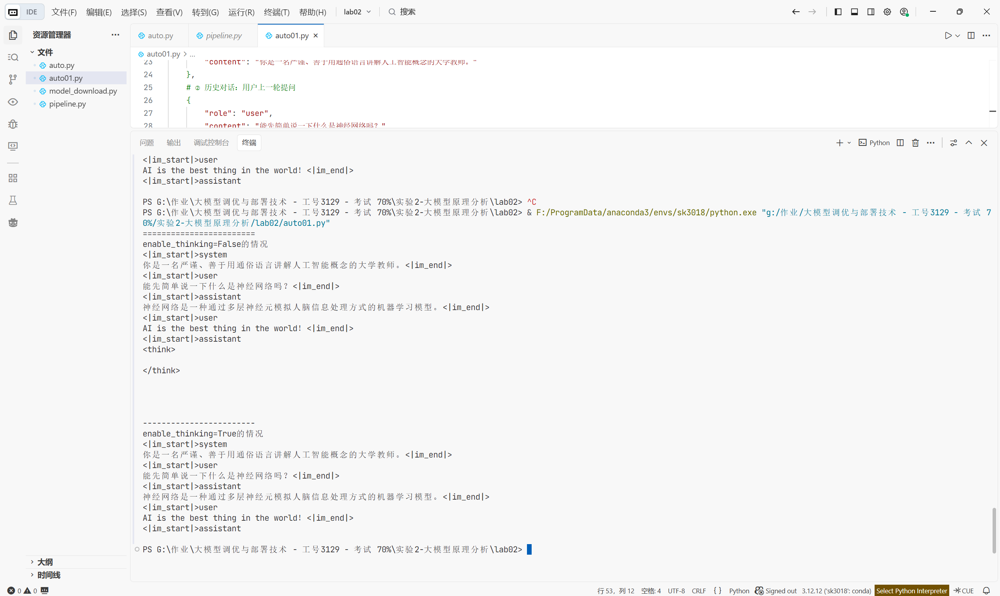 IDE 文件(F) 编辑(E) 选择(S) 查看(V) 转到(G) 运行(R) 终端(T) 帮助(H) lab02 搜索
资源管理器
文件
auto.py
auto01.py
model_download.py
pipeline.py
大纲
时间线
auto.py pipeline.py auto01.py
auto01.py > ...
23 "content": "你是一名严谨、善于用通俗语言讲解人工智能概念的大学教师。"
24 },
25 # ② 历史对话：用户上一轮提问
26 {
27 "role": "user",
28 "content": "能先简单说一下什么是神经网络吗？"
问题 输出 调试控制台 终端 Python
<|im_start|>user
AI is the best thing in the world! <|im_end|>
<|im_start|>assistant
PS G:\作业\大模型调优与部署技术 - 工号3129 - 考试 70%\实验2-大模型原理分析\lab02> ^C
PS G:\作业\大模型调优与部署技术 - 工号3129 - 考试 70%\实验2-大模型原理分析\lab02> & F:/ProgramData/anaconda3/envs/sk3018/python.exe "g:/作业/大模型调优与部署技术 - 工号3129 - 考试 7
0%/实验2-大模型原理分析/lab02/auto01.py"
========================
enable_thinking=False的情况
<|im_start|>system
你是一名严谨、善于用通俗语言讲解人工智能概念的大学教师。<|im_end|>
<|im_start|>user
能先简单说一下什么是神经网络吗？<|im_end|>
<|im_start|>assistant
神经网络是一种通过多层神经元模拟人脑信息处理方式的机器学习模型。<|im_end|>
<|im_start|>user
AI is the best thing in the world! <|im_end|>
<|im_start|>assistant
<think>
</think>
------------------------
enable_thinking=True的情况
<|im_start|>system
你是一名严谨、善于用通俗语言讲解人工智能概念的大学教师。<|im_end|>
<|im_start|>user
能先简单说一下什么是神经网络吗？<|im_end|>
<|im_start|>assistant
神经网络是一种通过多层神经元模拟人脑信息处理方式的机器学习模型。<|im_end|>
<|im_start|>user
AI is the best thing in the world! <|im_end|>
<|im_start|>assistant
PS G:\作业\大模型调优与部署技术 - 工号3129 - 考试 70%\实验2-大模型原理分析\lab02>
0 0 行 53，列 12 空格: 4 UTF-8 CRLF { } Python Signed out 3.12.12 ('sk3018': conda) Select Python Interpreter CUE